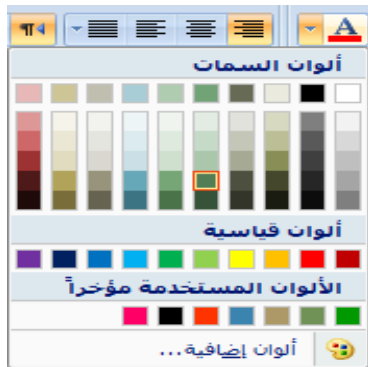 A
ألوان السمات
ألوان قياسية
الألوان المستخدمة مؤخراً
ألوان إضافية...